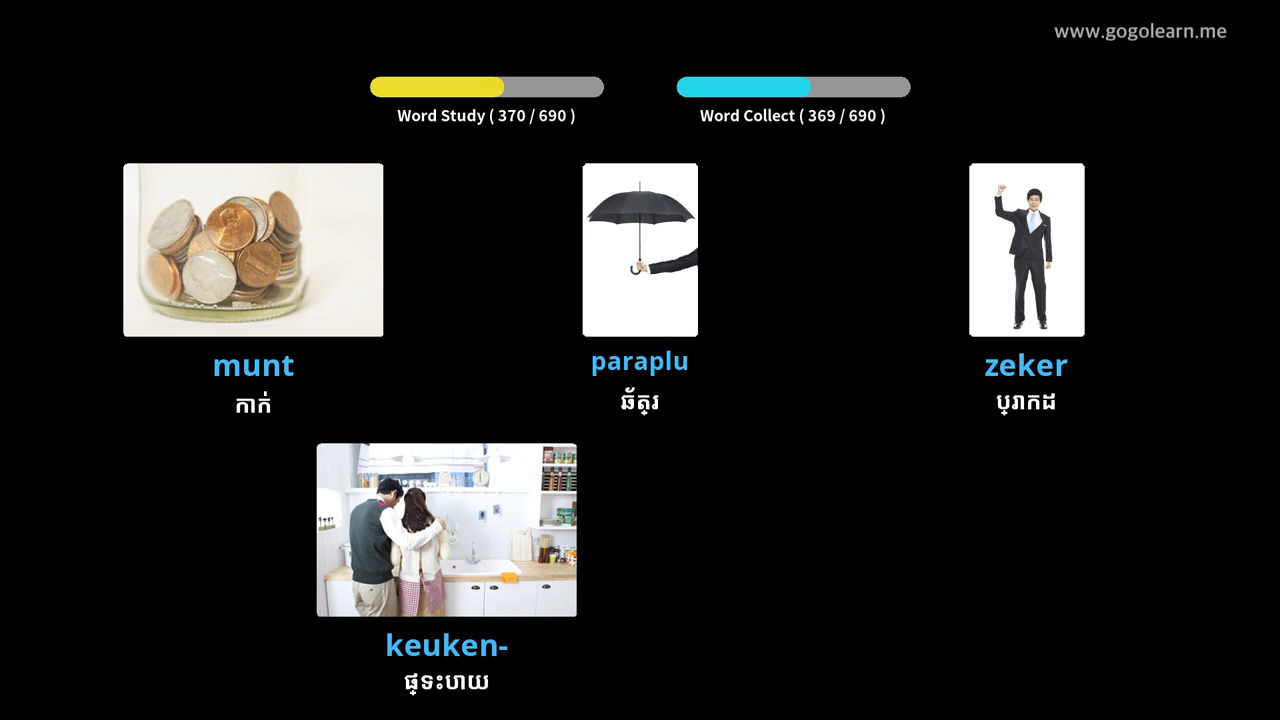 www.gogolearn.me
Word Study ( 370 / 690 )
Word Collect ( 369 / 690 )
munt
កាក់
paraplu
ឆ័ត្រ
zeker
ប្រាកដ
keuken-
ផ្ទះបាយ